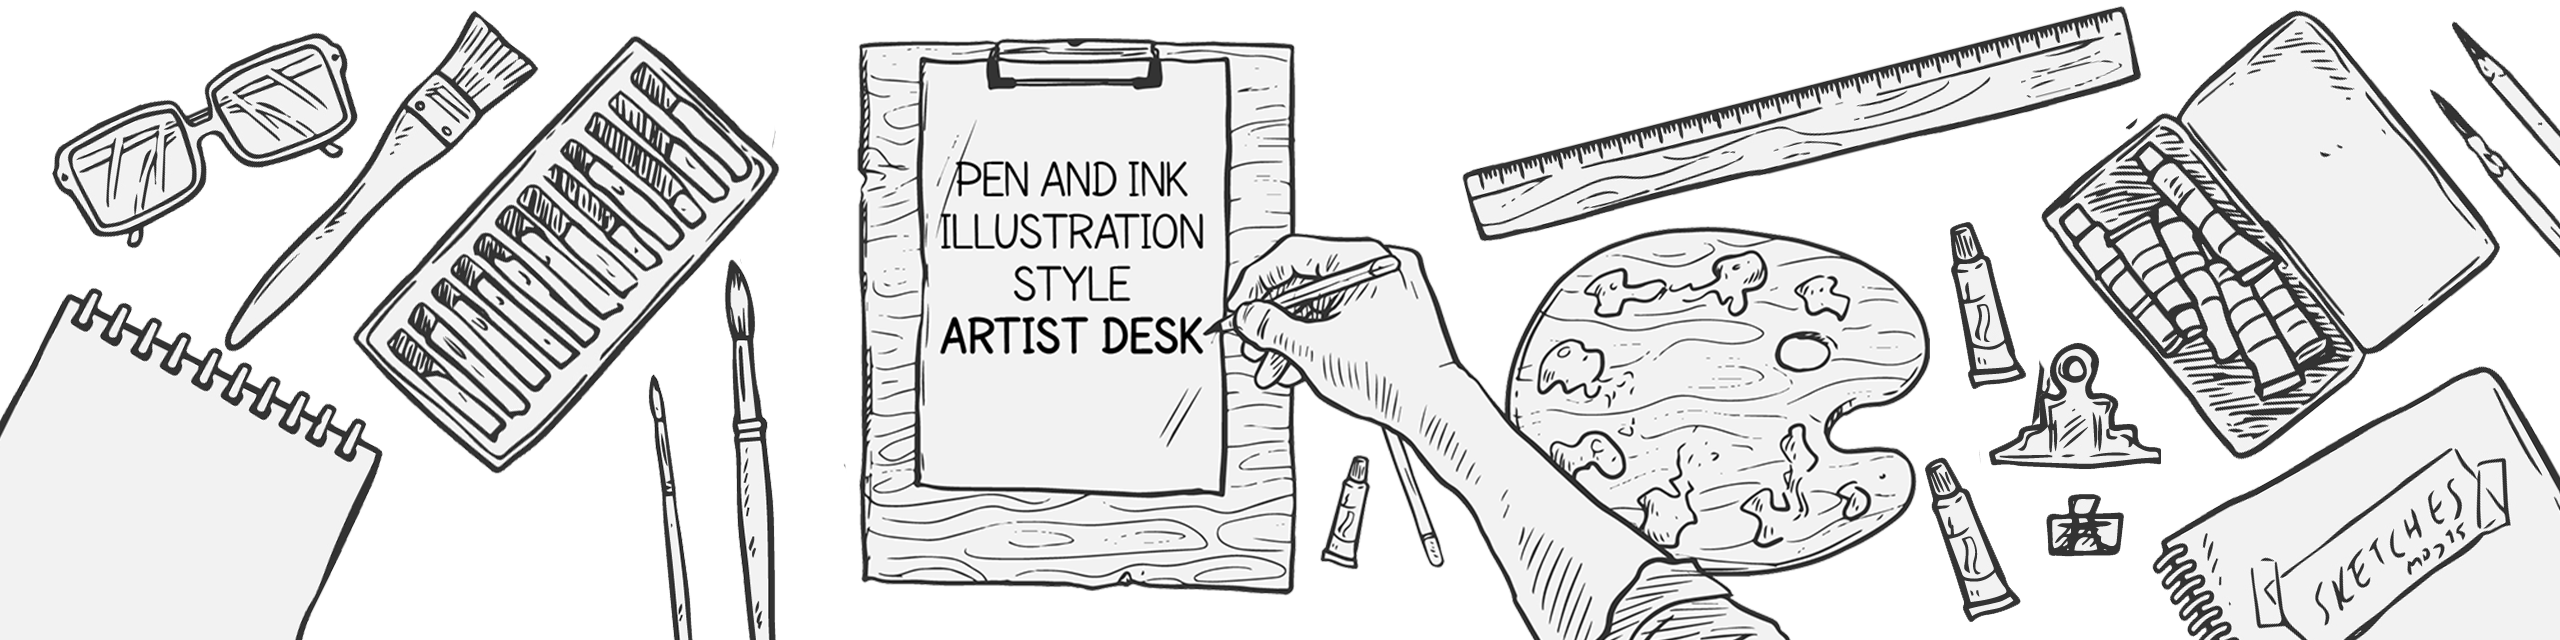 PEN AND INK
ILLUSTRATION
STYLE
ARTIST DESK
SKETCHES